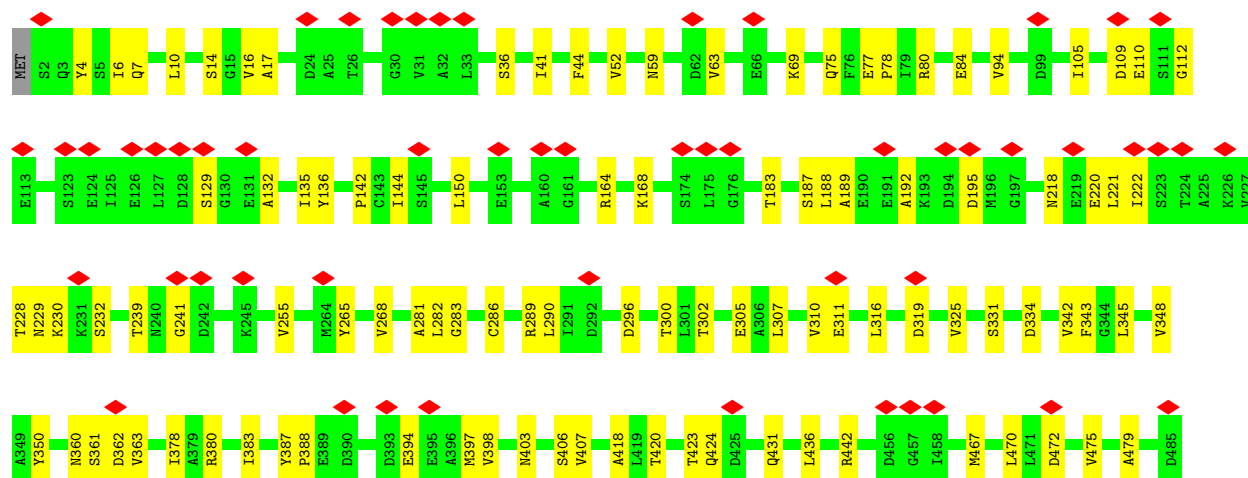 MET S2 Q3 Y4 S5 I6 Q7 L10 S14 G15 V16 A17 D24 A25 T26 G30 V31 A32 L33 S36 I41 F44 V52 N59 D62 V63 E66 K69 Q75 F76 E77 P78 I79 R80 E84 V94 D99 I105 D109 E110 S111 G112
E113 S123 E124 I125 E126 L127 D128 S129 G130 E131 A132 I135 Y136 P142 C143 I144 S145 L150 E153 A160 G161 R164 K168 S174 L175 G176 T183 S187 L188 A189 E190 E191 A192 K193 D194 D195 M196 G197 N218 E219 E220 L221 I222 S223 T224 A225 K226 V227
T228 N229 K230 K231 S232 T239 N240 G241 D242 K245 V255 M264 Y265 V268 A281 L282 G283 C286 R289 L290 I291 D292 D296 T300 L301 T302 E305 A306 L307 V310 E311 L316 D319 V325 S331 D334 V342 F343 G344 L345 V348
A349 Y350 N360 S361 D362 V363 I378 A379 R380 I383 Y387 P388 E389 D390 D393 E394 E395 A396 M397 V398 N403 S406 V407 A418 L419 T420 T423 Q424 D425 Q431 L436 R442 D456 G457 I458 M467 L470 L471 D472 V475 A479 D485